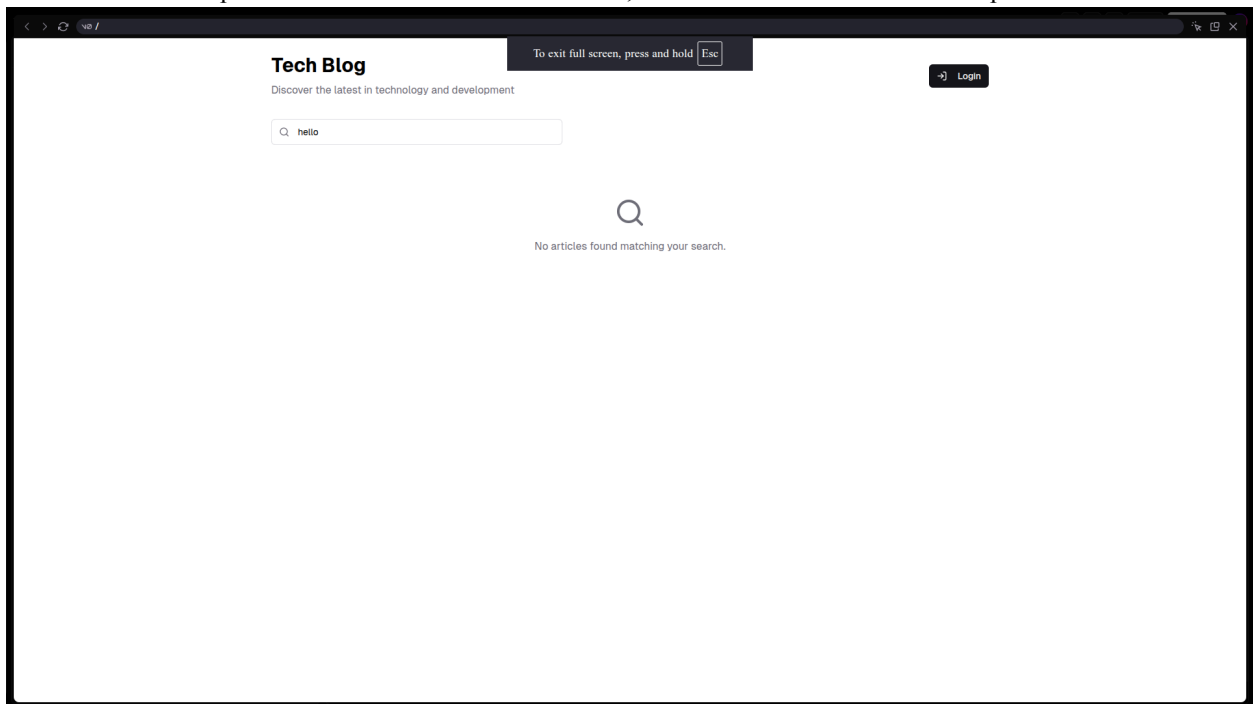 v0 /
To exit full screen, press and hold Esc
Tech Blog
Login
Discover the latest in technology and development
hello
No articles found matching your search.